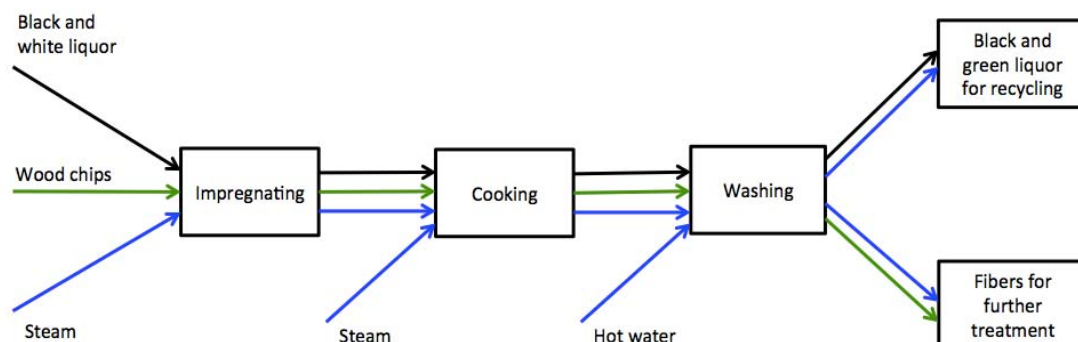 Black and
white liquor
Wood chips
Steam
Impregnating
Steam
Cooking
Hot water
Washing
Black and
green liquor
for recycling
Fibers for
further
treatment